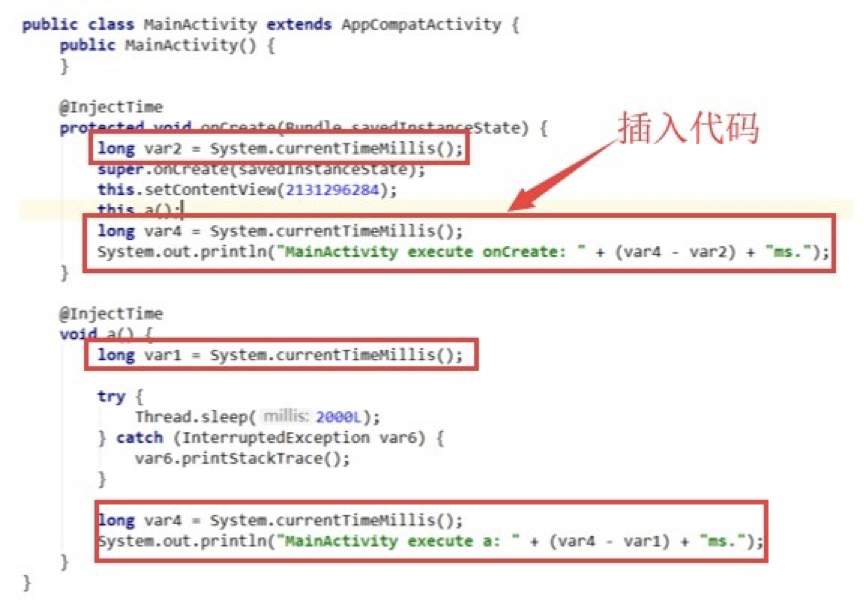 public class MainActivity extends AppCompatActivity {
public MainActivity() {
}
@InjectTime
protected void onCreate(Bundle savedInstanceState) {
插入代码
long var2 = System.currentTimeMillis();
super.onCreate(savedInstanceState);
this.setContentView(2131296284);
this.a();
long var4 = System.currentTimeMillis();
System.out.println("MainActivity execute onCreate: " + (var4 - var2) + "ms.");
}
@InjectTime
void a() {
long var1 = System.currentTimeMillis();
try {
Thread.sleep( millis: 2000L);
} catch (InterruptedException var6) {
var6.printStackTrace();
}
long var4 = System.currentTimeMillis();
System.out.println("MainActivity execute a: " + (var4 - var1) + "ms.");
}
}